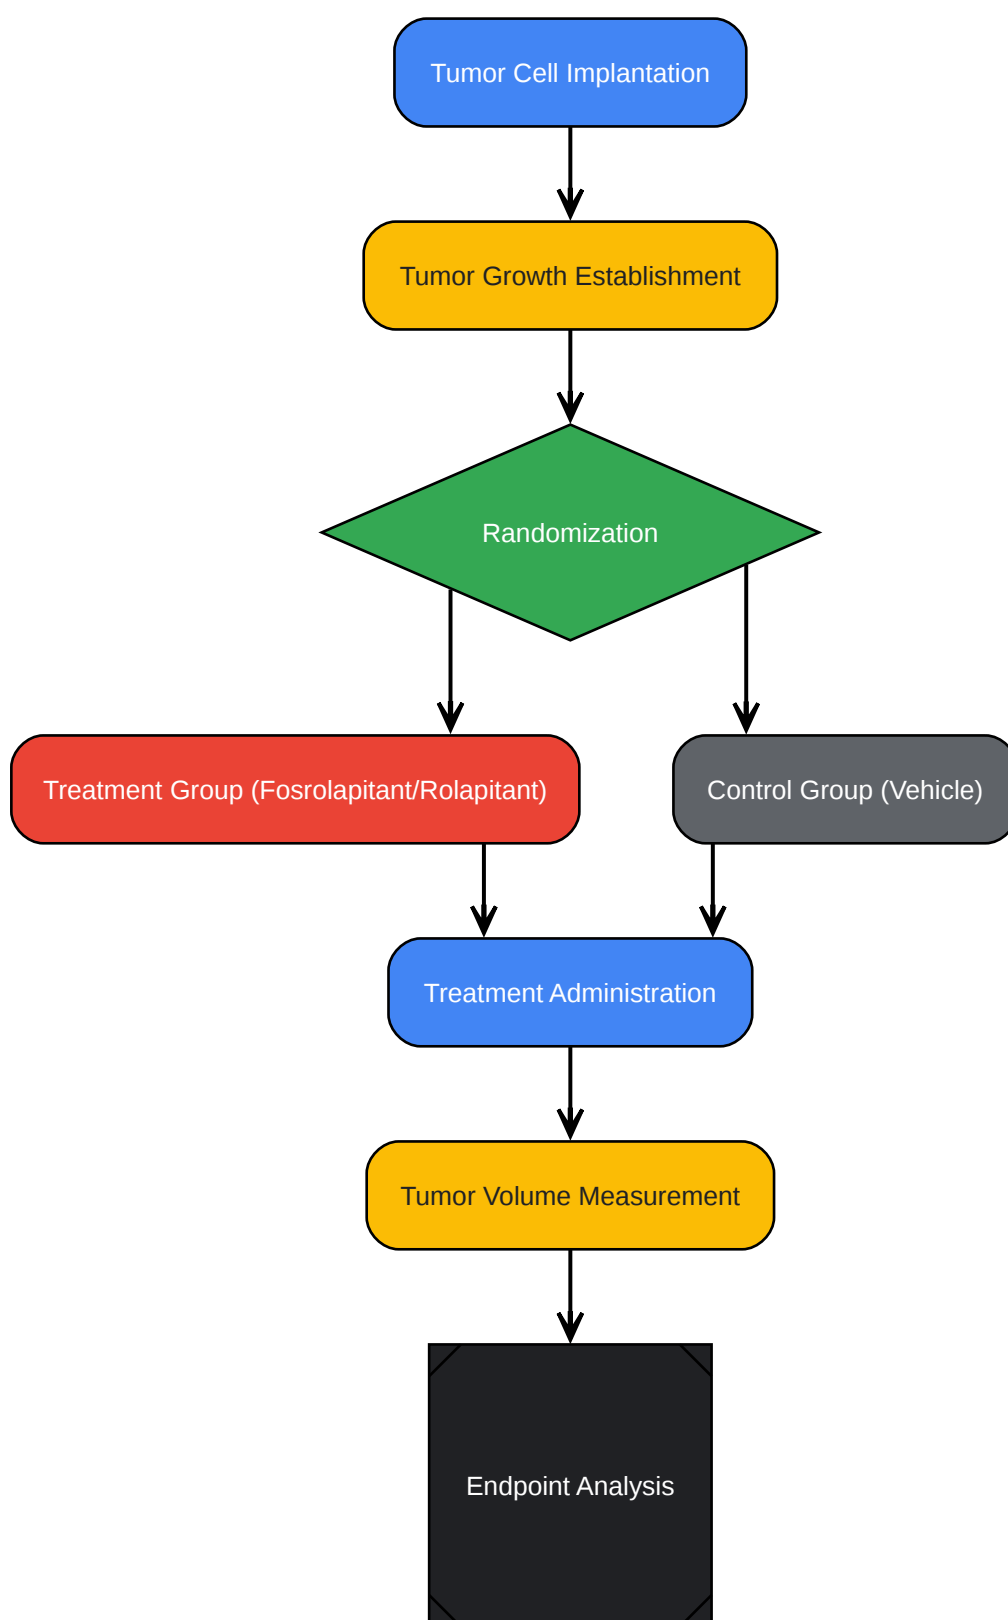 Tumor Cell Implantation
Tumor Growth Establishment
Randomization
Treatment Group (Fosrolapitant/Rolapitant)
Control Group (Vehicle)
Treatment Administration
Tumor Volume Measurement
Endpoint Analysis